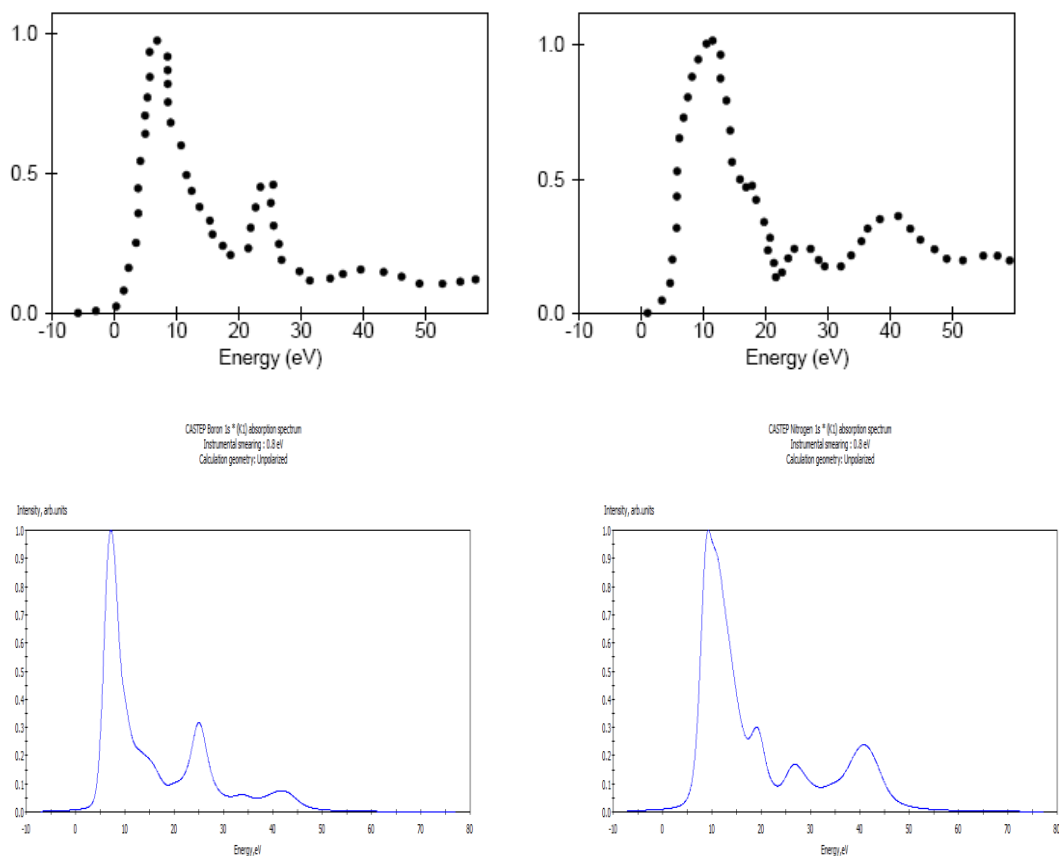 1.0
0.5
0.0
-10 0 10 20 30 40 50
Energy (eV)
1.0
0.5
0.0
-10 0 10 20 30 40 50
Energy (eV)
CASTEP Boron 1s * (K1) absorption spectrum
Instrumental smearing : 0.8 eV
Calculation geometry: Unpolarized
CASTEP Nitrogen 1s * (K1) absorption spectrum
Instrumental smearing : 0.8 eV
Calculation geometry: Unpolarized
Intensity, arb.units
1.0
0.9
0.8
0.7
0.6
0.5
0.4
0.3
0.2
0.1
0.0
-10 0 10 20 30 40 50 60 70 80
Energy,eV
Intensity, arb.units
1.0
0.9
0.8
0.7
0.6
0.5
0.4
0.3
0.2
0.1
0.0
-10 0 10 20 30 40 50 60 70 80
Energy,eV